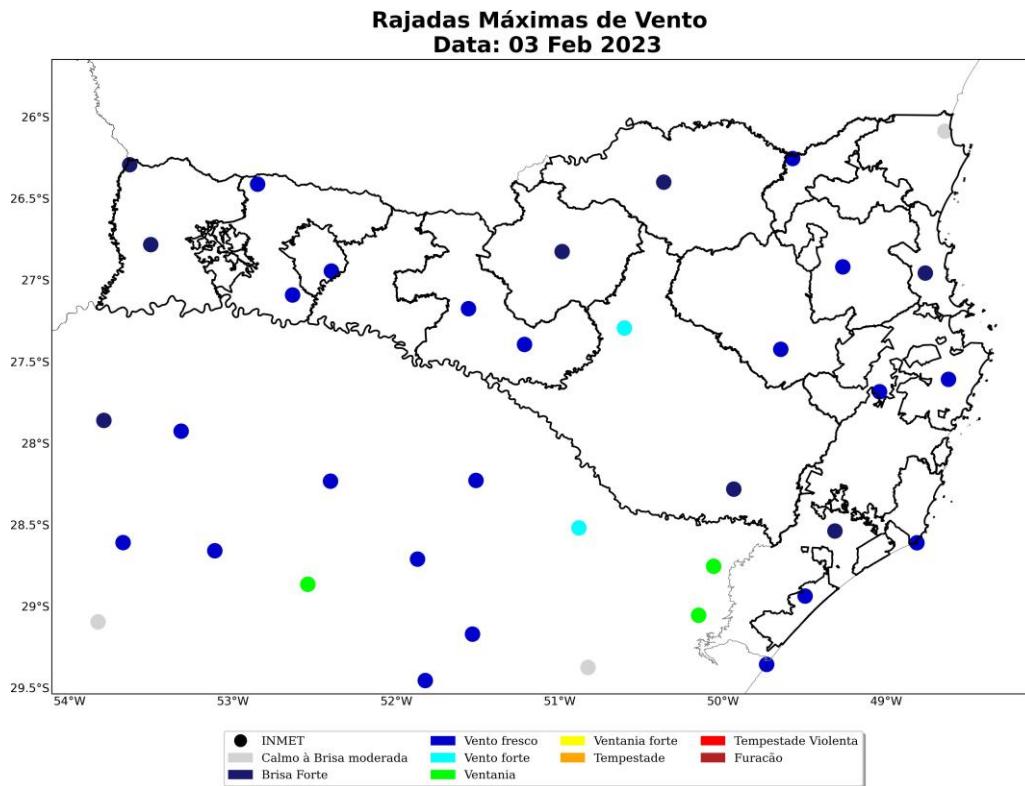 Rajadas Máximas de Vento
Data: 03 Feb 2023
26°S
26.5°S
27°S
27.5°S
28°S
28.5°S
29°S
29.5°S
54°W
53°W
52°W
51°W
50°W
49°W
INMET
Calmo à Brisa moderada
Brisa Forte
Vento fresco
Vento forte
Ventania
Ventania forte
Tempestade
Tempestade Violenta
Furacão